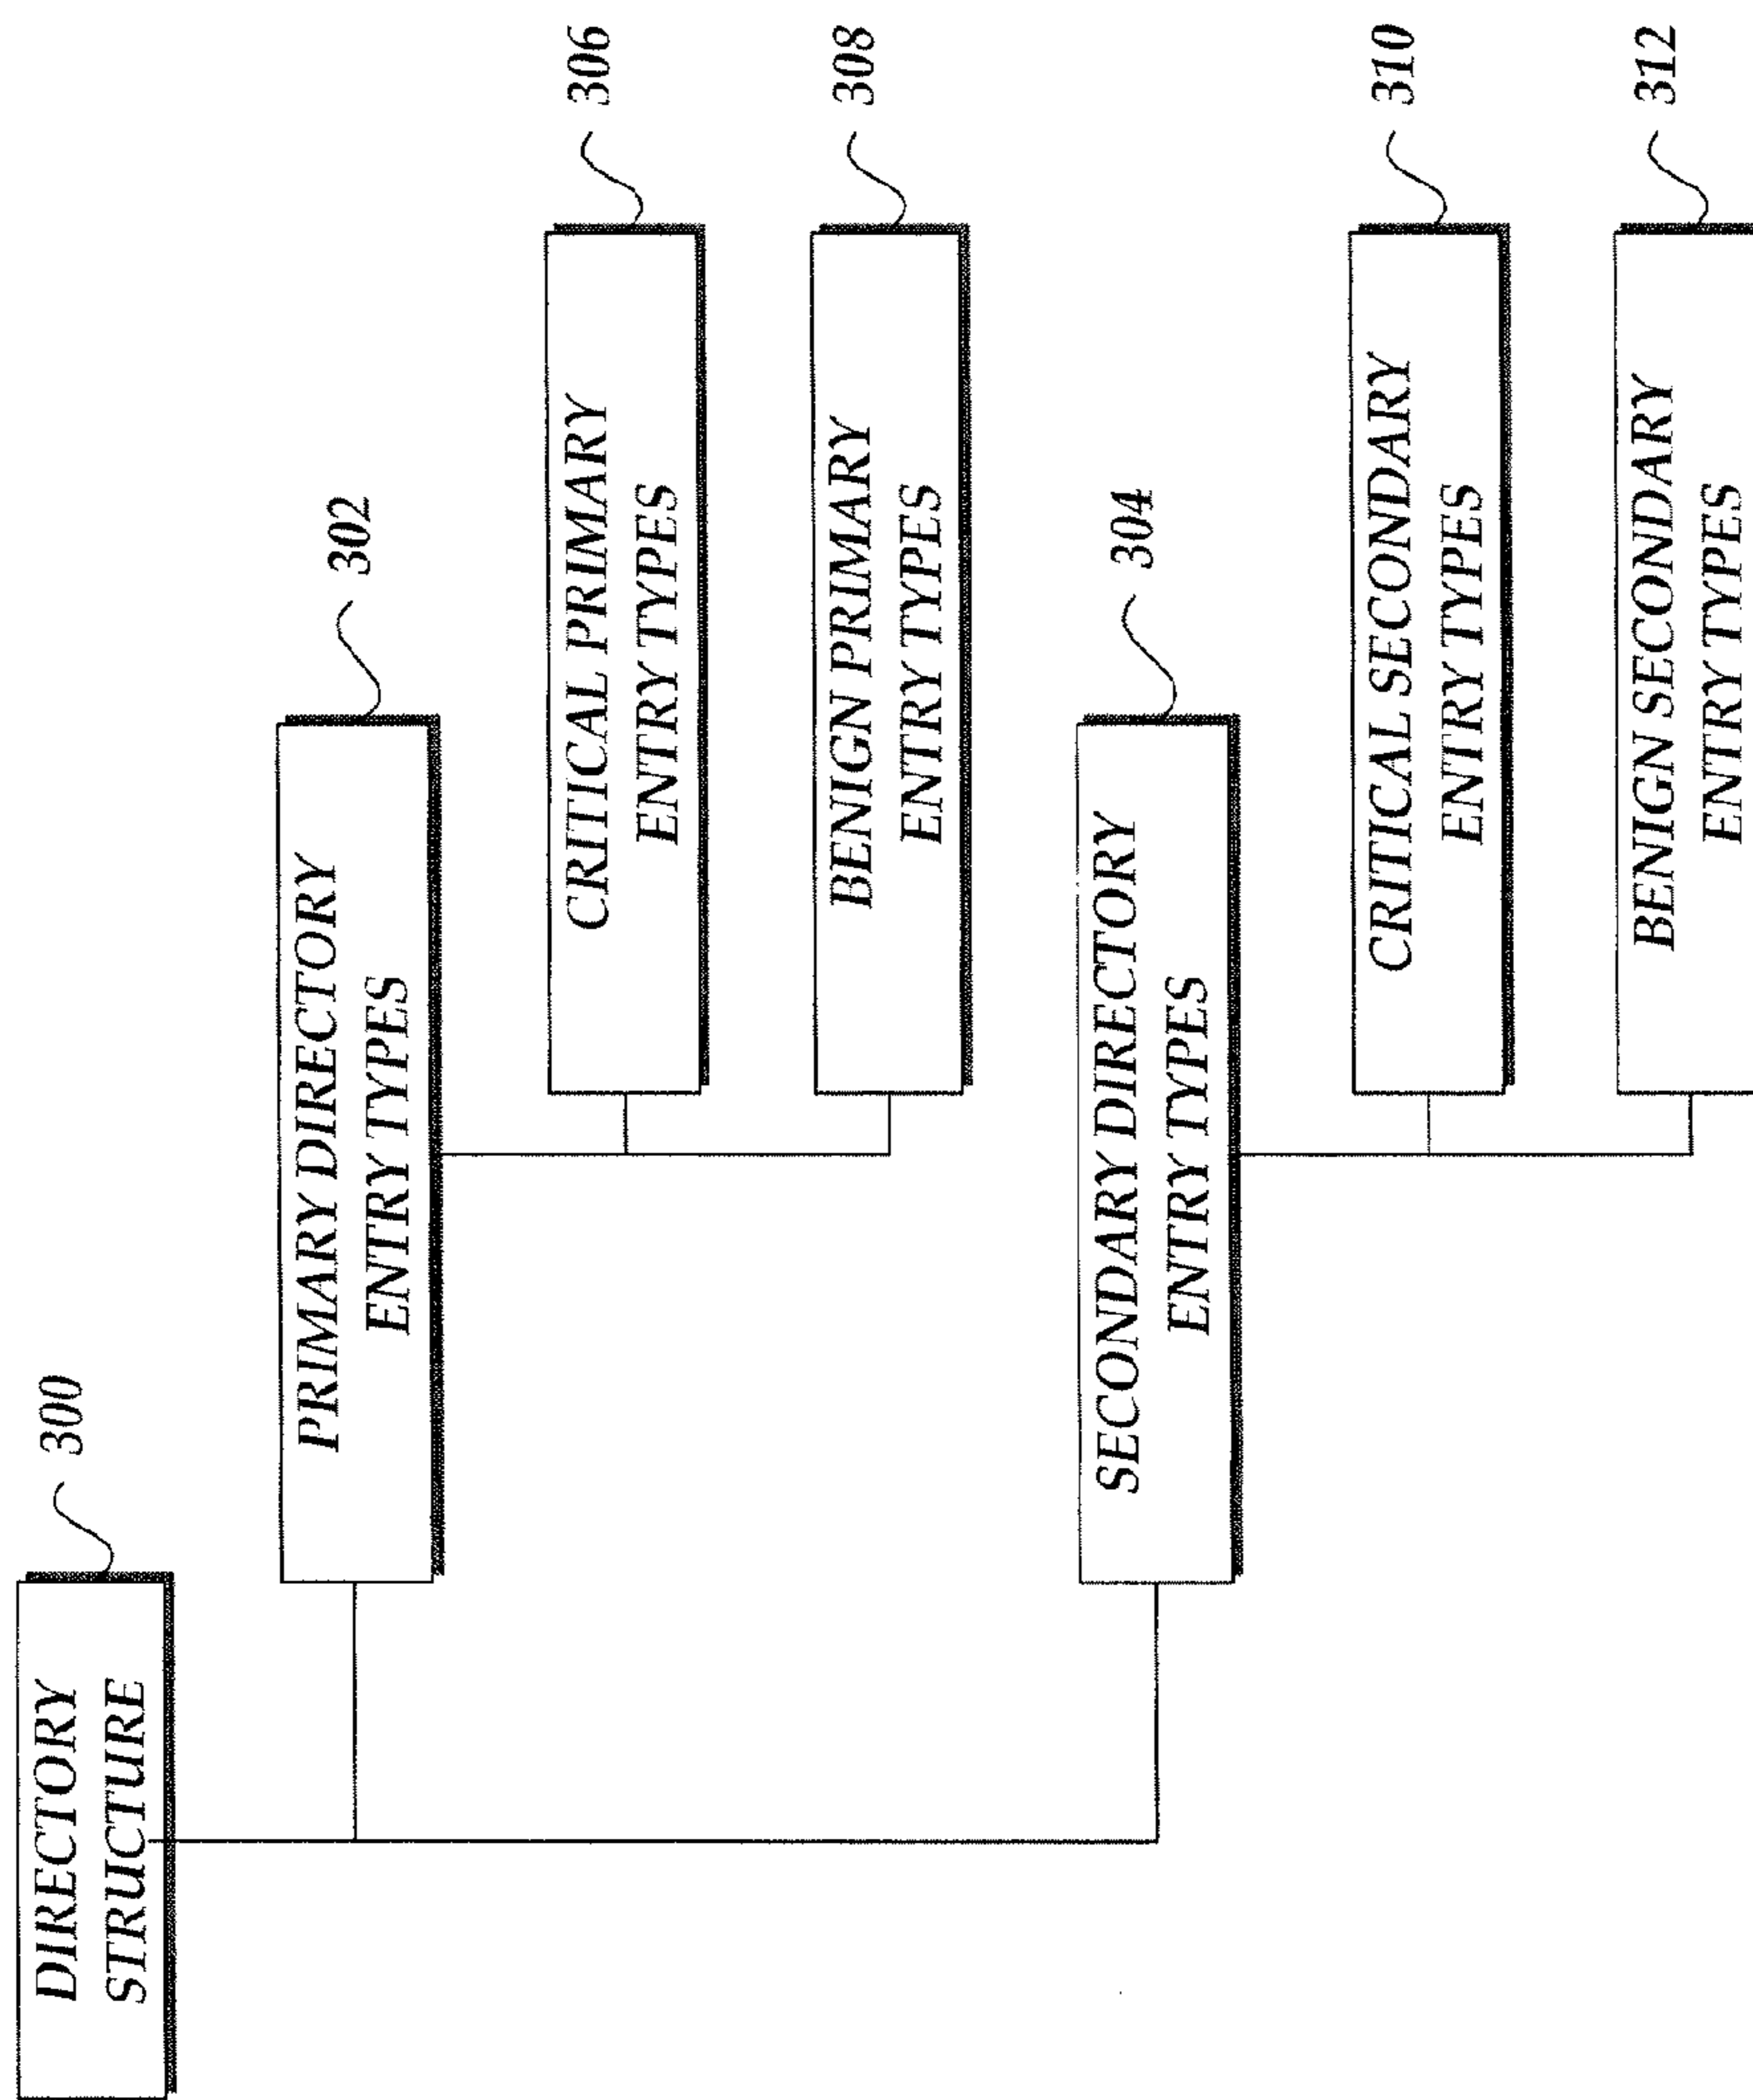 DIRECTORY
STRUCTURE
300
PRIMARY DIRECTORY
ENTRY TYPES
302
CRITICAL PRIMARY
ENTRY TYPES
306
BENIGN PRIMARY
ENTRY TYPES
308
SECONDARY DIRECTORY
ENTRY TYPES
304
CRITICAL SECONDARY
ENTRY TYPES
310
BENIGN SECONDARY
ENTRY TYPES
312